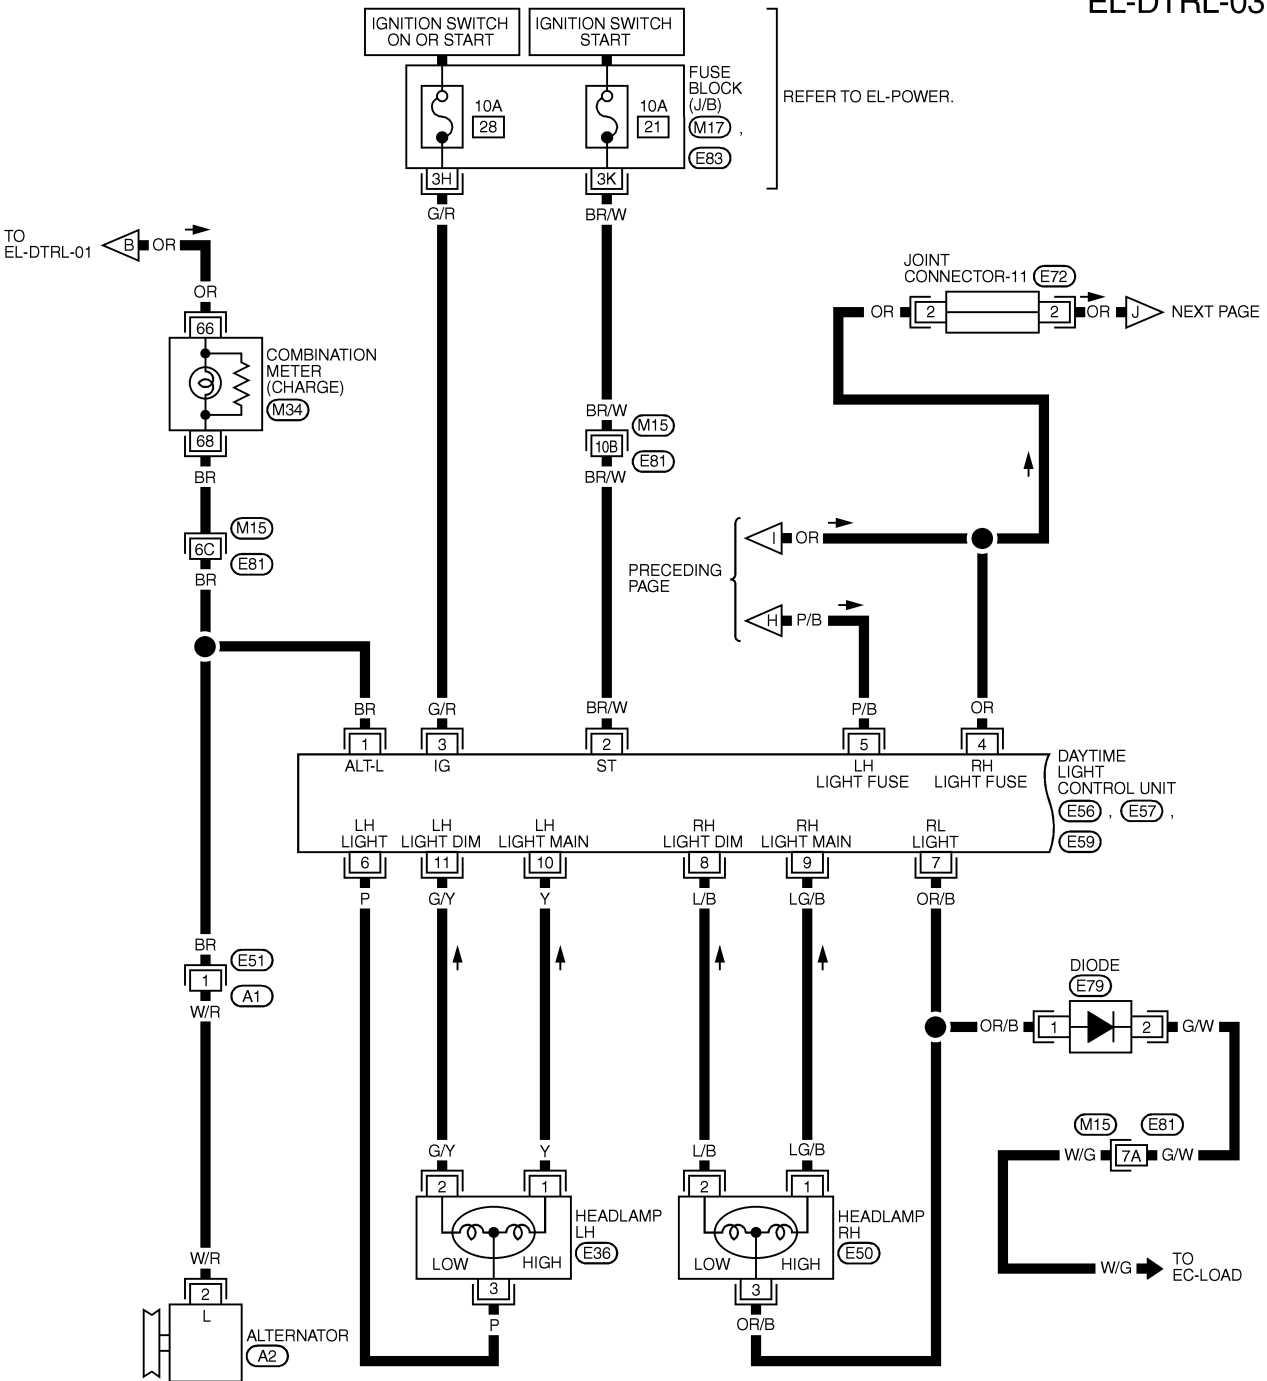 EL-DTRL-03
IGNITION SWITCH
ON OR START
IGNITION SWITCH
START
FUSE
BLOCK
(J/B)
M17 ,
E83
10A
28
10A
21
REFER TO EL-POWER.
3H
3K
G/R
BR/W
TO
EL-DTRL-01
B
OR
OR
66
COMBINATION
METER
(CHARGE)
M34
68
BR
JOINT
CONNECTOR-11 E72
OR
2
2
OR
J
NEXT PAGE
BR/W
M15
10B
E81
BR/W
M15
6C
E81
BR
PRECEDING
PAGE
I
OR
H
P/B
BR
G/R
BR/W
P/B
OR
1
3
2
5
4
ALT-L
IG
ST
LH
LIGHT FUSE
RH
LIGHT FUSE
DAYTIME
LIGHT
CONTROL UNIT
E56 , E57 ,
E59
LH
LIGHT
LH
LIGHT DIM
LH
LIGHT MAIN
RH
LIGHT DIM
RH
LIGHT MAIN
RL
LIGHT
6
11
10
8
9
7
P
G/Y
Y
L/B
LG/B
OR/B
BR
E51
1
A1
W/R
DIODE
E79
OR/B
1
2
G/W
M15
E81
W/G
7A
G/W
W/G
TO
EC-LOAD
G/Y
Y
L/B
LG/B
2
1
2
1
HEADLAMP
LH
E36
LOW
HIGH
HEADLAMP
RH
E50
LOW
HIGH
3
3
P
OR/B
W/R
2
L
ALTERNATOR
A2